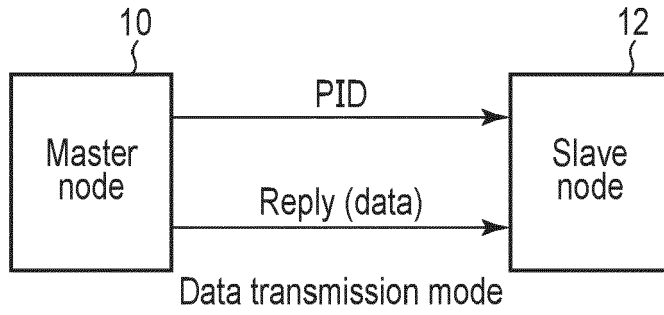 10
12
PID
Master
node
Slave
node
Reply (data)
Data transmission mode